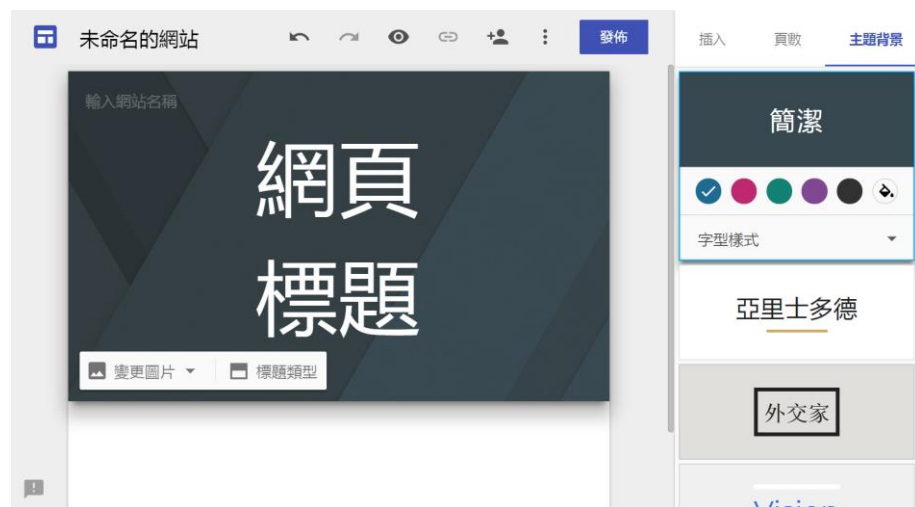 未命名的網站
發佈
插入
頁數
主題背景
輸入網站名稱
網頁
標題
變更圖片
標題類型
簡潔
字型樣式
亞里士多德
外交家
Vision